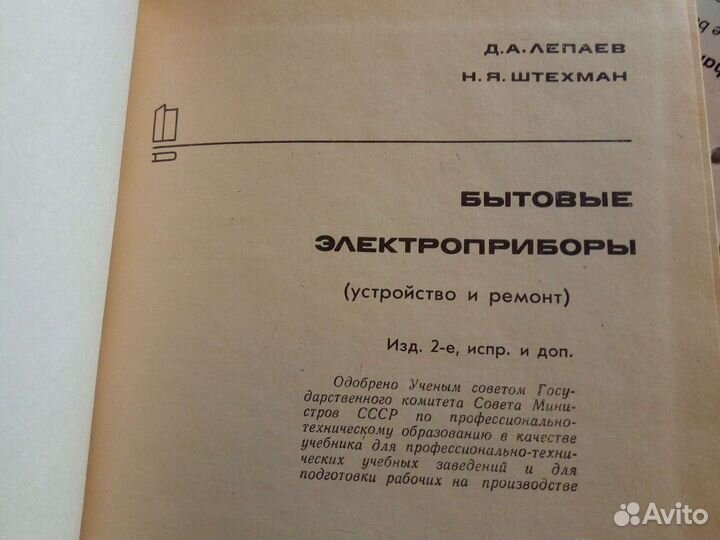 Д.А.ЛЕПАЕВ
Н.Я.ШТЕХМАН
БЫТОВЫЕ
ЭЛЕКТРОПРИБОРЫ
(устройство и ремонт)
Изд. 2-е, испр. и доп.
Одобрено Ученым советом Госу-
дарственного комитета Совета Мини-
стров СССР по профессионально-
техническому образованию в качестве
учебника для профессионально-техни-
ческих учебных заведений и для
подготовки рабочих на производстве
Avito